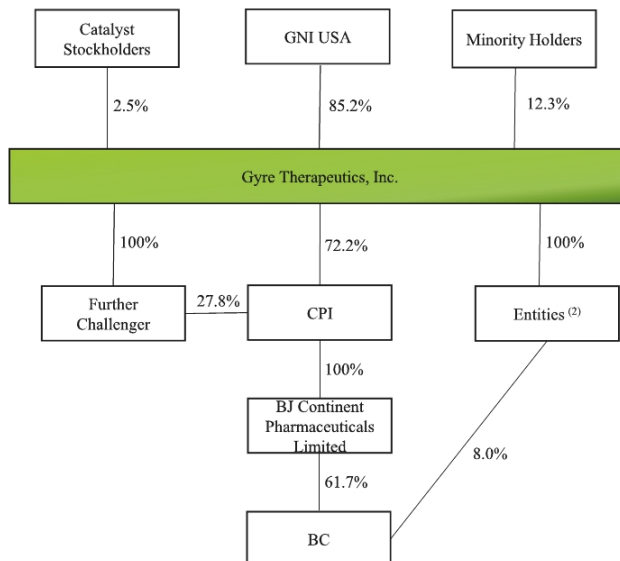 Catalyst
Stockholders
GNI USA
Minority Holders
2.5%
85.2%
12.3%
Gyre Therapeutics, Inc.
100%
72.2%
100%
Further
Challenger
27.8%
CPI
Entities (2)
100%
BJ Continent
Pharmaceuticals
Limited
61.7%
8.0%
BC